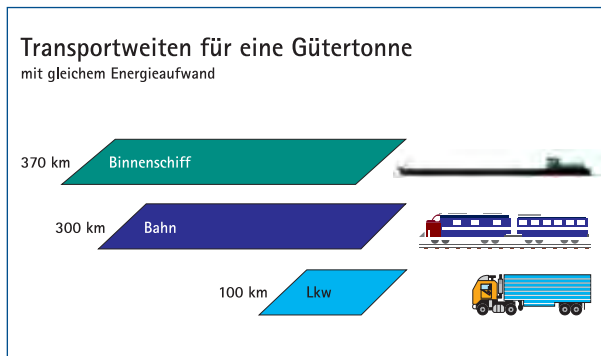 Transportweiten für eine Gütertonne
mit gleichem Energieaufwand
370 km Binnenschiff
300 km Bahn
100 km Lkw